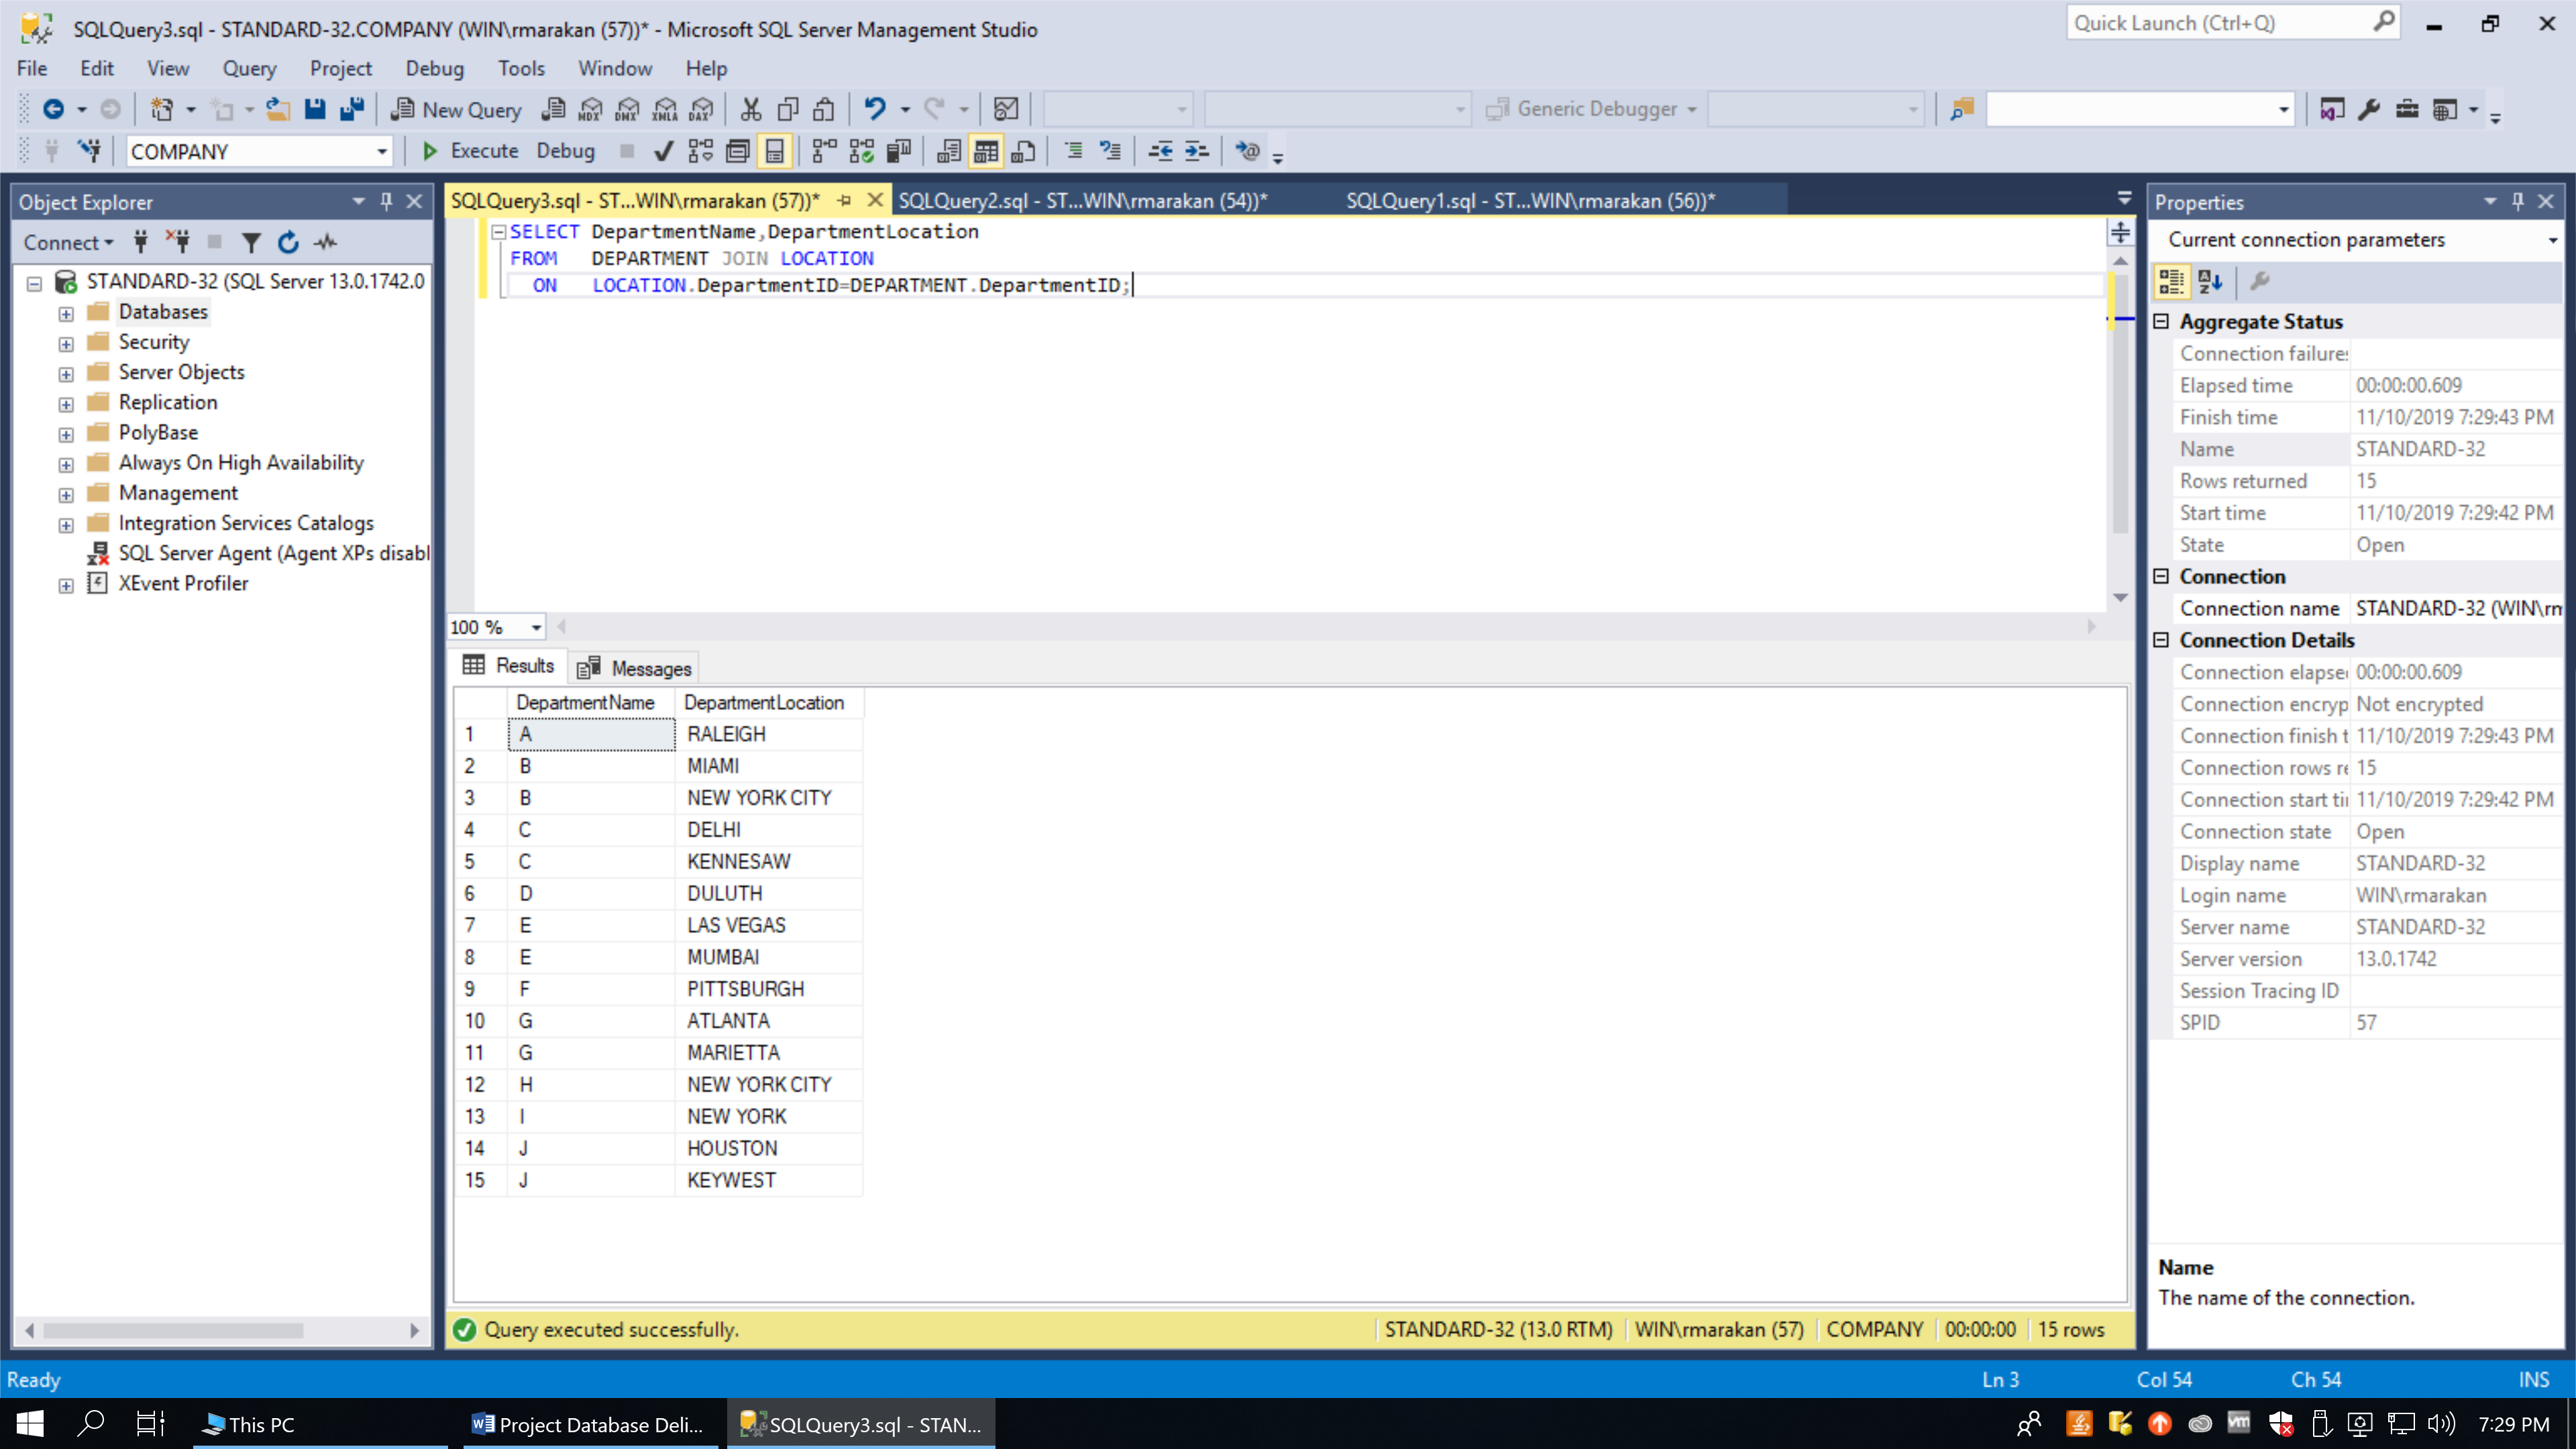 SQLQuery3.sql - STANDARD-32.COMPANY (WIN\rmarakan (57))* - Microsoft SQL Server Management Studio
Quick Launch (Ctrl+Q)
File Edit View Query Project Debug Tools Window Help
New Query
MDX DMX XMLA DAX
Generic Debugger
COMPANY
Execute Debug
Object Explorer
Connect
STANDARD-32 (SQL Server 13.0.1742.0
Databases
Security
Server Objects
Replication
PolyBase
Always On High Availability
Management
Integration Services Catalogs
SQL Server Agent (Agent XPs disabl
XEvent Profiler
SQLQuery3.sql - ST...WIN\rmarakan (57))*
SQLQuery2.sql - ST...WIN\rmarakan (54))*
SQLQuery1.sql - ST...WIN\rmarakan (56))*
SELECT DepartmentName,DepartmentLocation
FROM DEPARTMENT JOIN LOCATION
ON LOCATION.DepartmentID=DEPARTMENT.DepartmentID;
100 %
Results Messages
DepartmentName DepartmentLocation
1 A RALEIGH
2 B MIAMI
3 B NEW YORK CITY
4 C DELHI
5 C KENNESAW
6 D DULUTH
7 E LAS VEGAS
8 E MUMBAI
9 F PITTSBURGH
10 G ATLANTA
11 G MARIETTA
12 H NEW YORK CITY
13 I NEW YORK
14 J HOUSTON
15 J KEYWEST
Query executed successfully.
STANDARD-32 (13.0 RTM) WIN\rmarakan (57) COMPANY 00:00:00 15 rows
Properties
Current connection parameters
Aggregate Status
Connection failures
Elapsed time 00:00:00.609
Finish time 11/10/2019 7:29:43 PM
Name STANDARD-32
Rows returned 15
Start time 11/10/2019 7:29:42 PM
State Open
Connection
Connection name STANDARD-32 (WIN\rm
Connection Details
Connection elapse 00:00:00.609
Connection encryp Not encrypted
Connection finish t 11/10/2019 7:29:43 PM
Connection rows re 15
Connection start ti 11/10/2019 7:29:42 PM
Connection state Open
Display name STANDARD-32
Login name WIN\rmarakan
Server name STANDARD-32
Server version 13.0.1742
Session Tracing ID
SPID 57
Name
The name of the connection.
Ready
Ln 3 Col 54 Ch 54 INS
This PC
Project Database Deli...
SQLQuery3.sql - STAN...
vm
7:29 PM